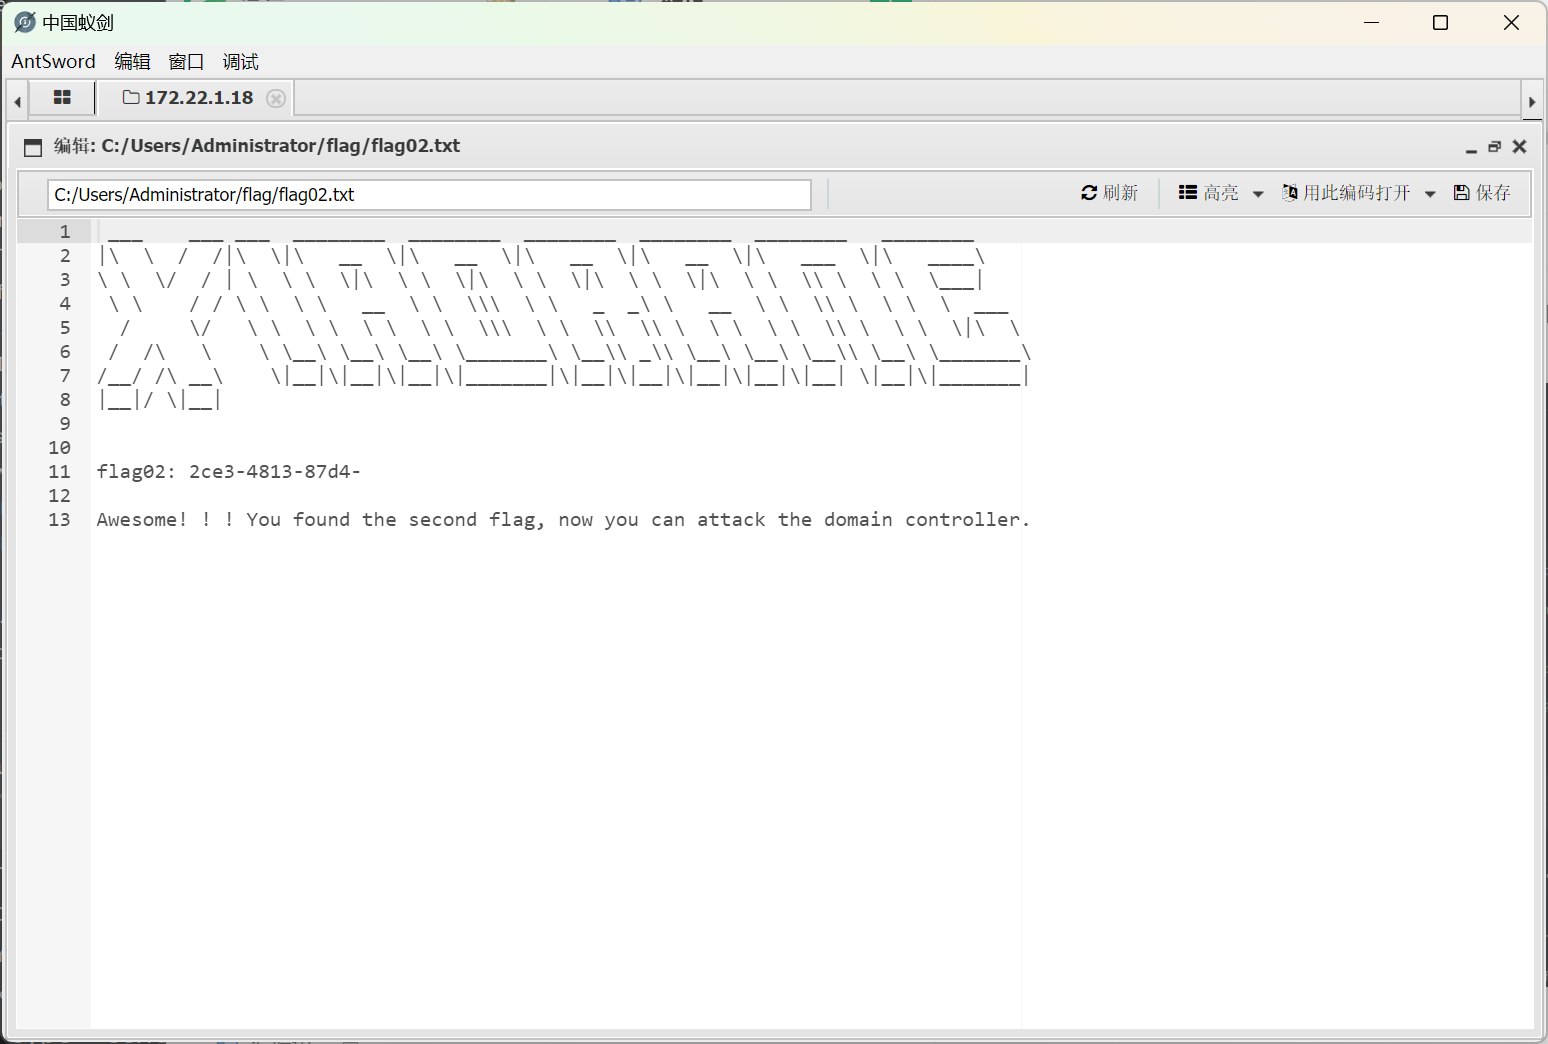 中国蚁剑
AntSword 编辑 窗口 调试
172.22.1.18
编辑: C:/Users/Administrator/flag/flag02.txt
C:/Users/Administrator/flag/flag02.txt 刷新 高亮 用此编码打开 保存
1
2
3
4
5
6
7
8
9
10
11 flag02: 2ce3-4813-87d4-
12
13 Awesome! ! ! You found the second flag, now you can attack the domain controller.